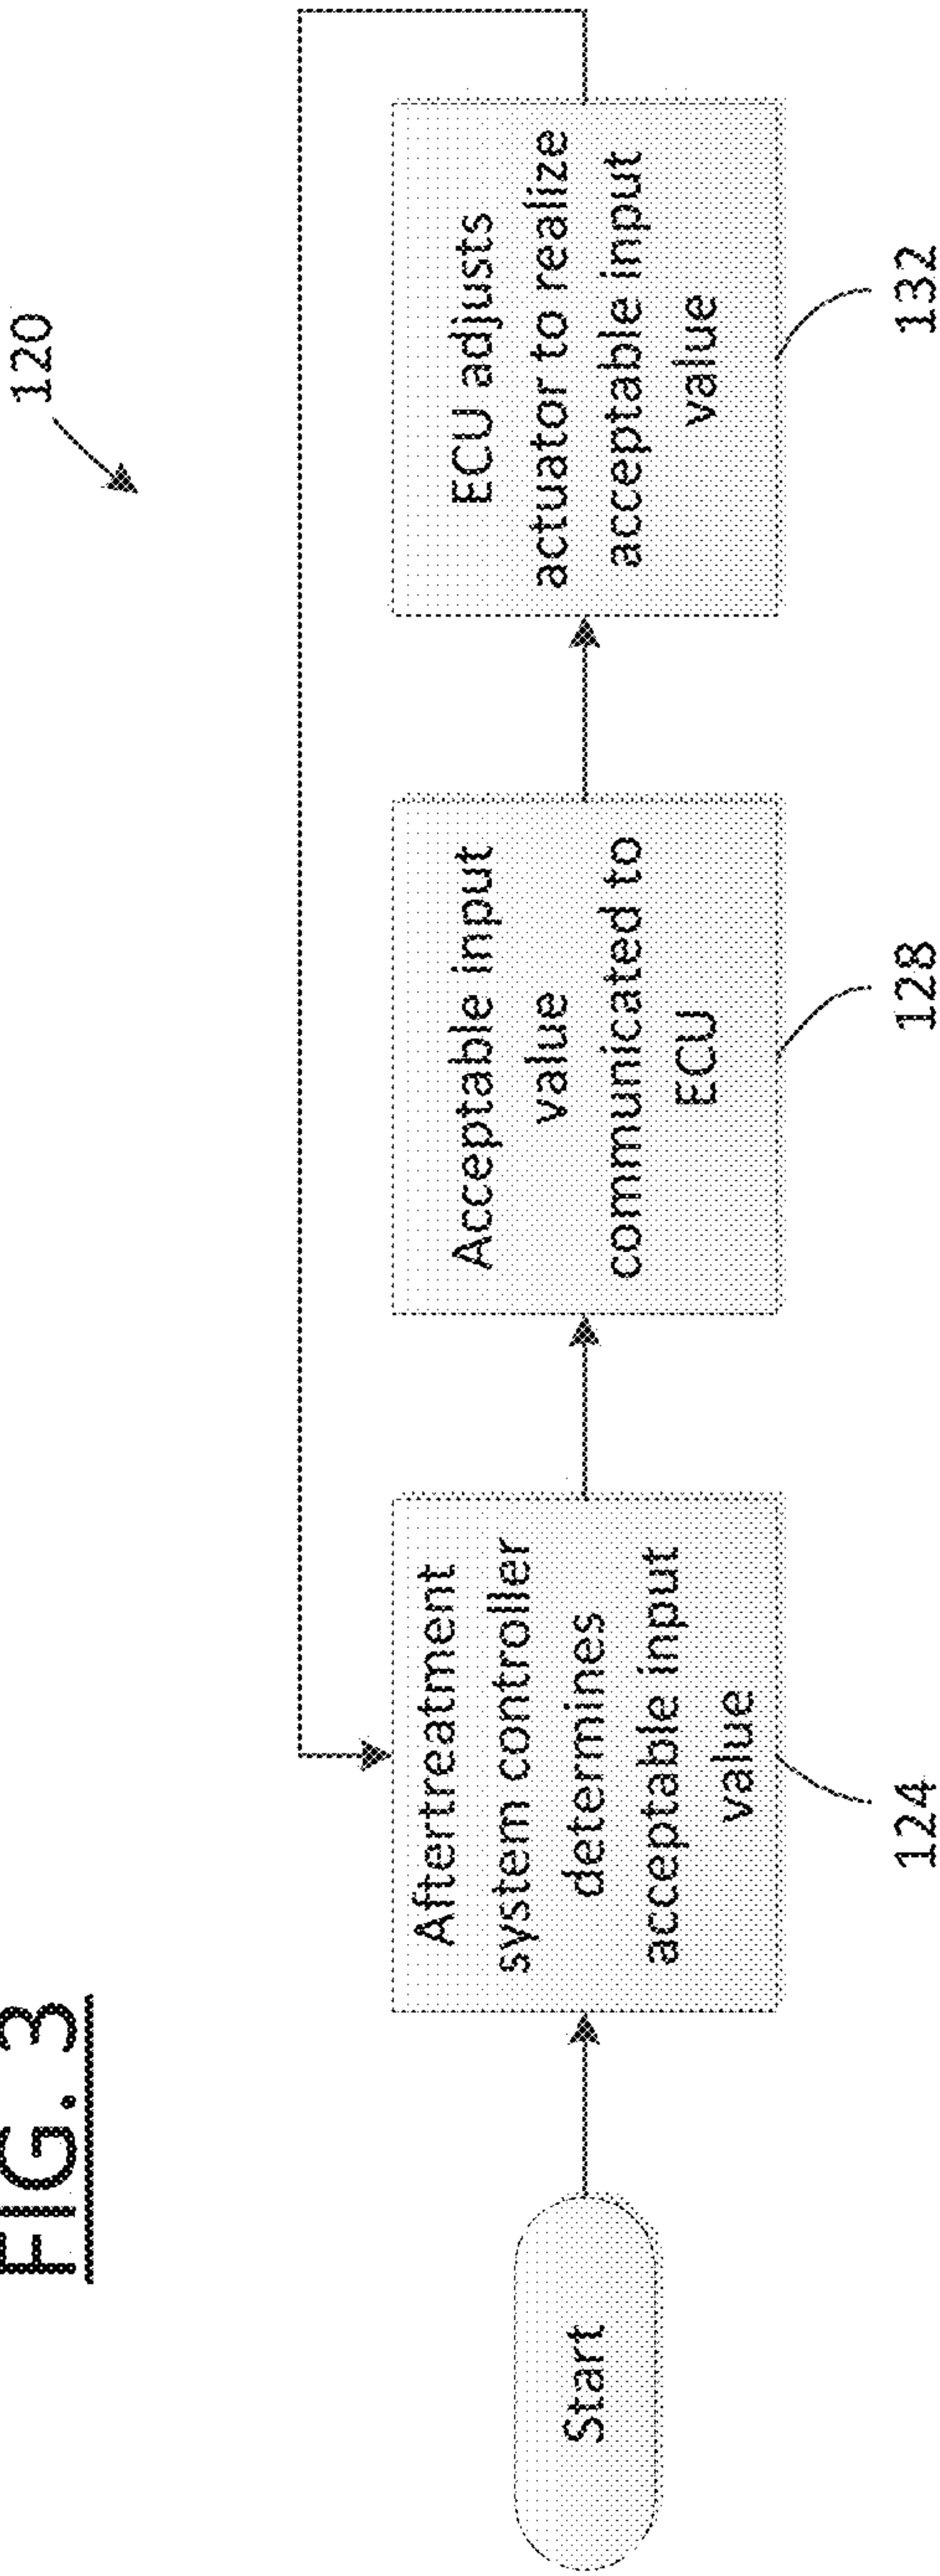 FIG. 3
120
Start
Aftertreatment
system controller
determines
acceptable input
value
124
Acceptable input
value
communicated to
ECU
128
ECU adjusts
actuator to realize
acceptable input
value
132